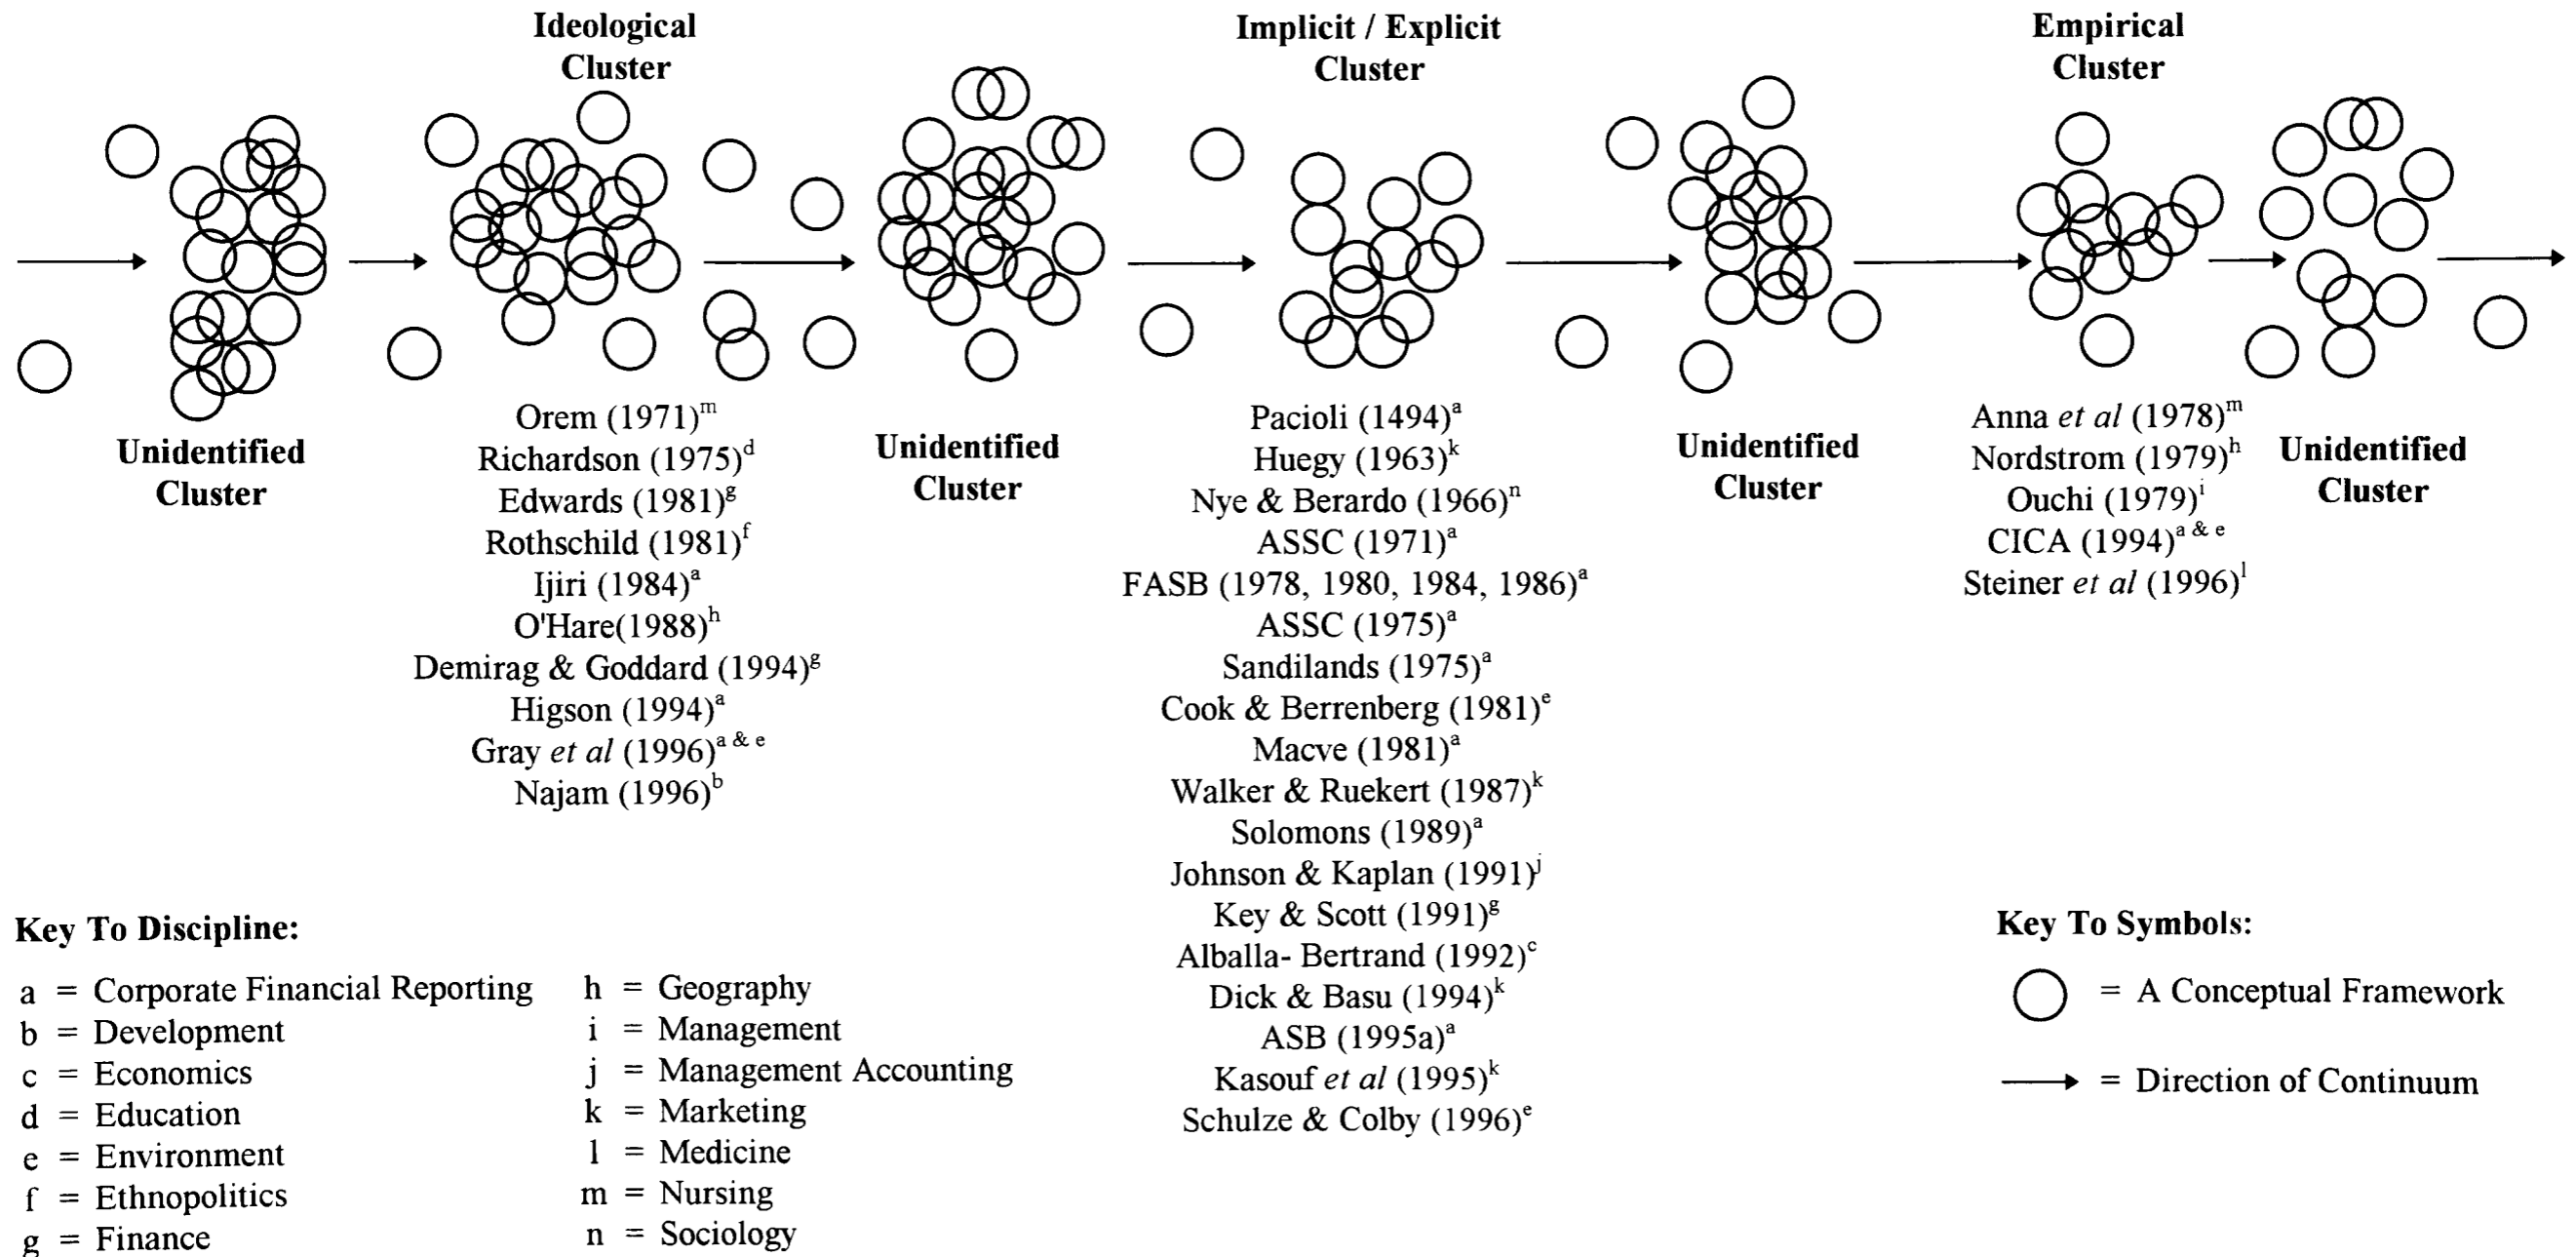 Ideological
Cluster
Implicit / Explicit
Cluster
Empirical
Cluster
Unidentified
Cluster
Orem (1971)^m
Richardson (1975)^d
Edwards (1981)^g
Rothschild (1981)^f
Ijiri (1984)^a
O'Hare(1988)^h
Demirag & Goddard (1994)^g
Higson (1994)^a
Gray et al (1996)^a & e
Najam (1996)^b
Unidentified
Cluster
Pacioli (1494)^a
Huegy (1963)^k
Nye & Berardo (1966)^n
ASSC (1971)^a
FASB (1978, 1980, 1984, 1986)^a
ASSC (1975)^a
Sandilands (1975)^a
Cook & Berrenberg (1981)^e
Macve (1981)^a
Walker & Ruekert (1987)^k
Solomons (1989)^a
Johnson & Kaplan (1991)^j
Key & Scott (1991)^g
Alballa- Bertrand (1992)^c
Dick & Basu (1994)^k
ASB (1995a)^a
Kasouf et al (1995)^k
Schulze & Colby (1996)^e
Unidentified
Cluster
Anna et al (1978)^m
Nordstrom (1979)^h
Ouchi (1979)^i
CICA (1994)^a & e
Steiner et al (1996)^l
Unidentified
Cluster
Key To Discipline:
a = Corporate Financial Reporting
b = Development
c = Economics
d = Education
e = Environment
f = Ethnopolitics
g = Finance
h = Geography
i = Management
j = Management Accounting
k = Marketing
l = Medicine
m = Nursing
n = Sociology
Key To Symbols:
= A Conceptual Framework
= Direction of Continuum